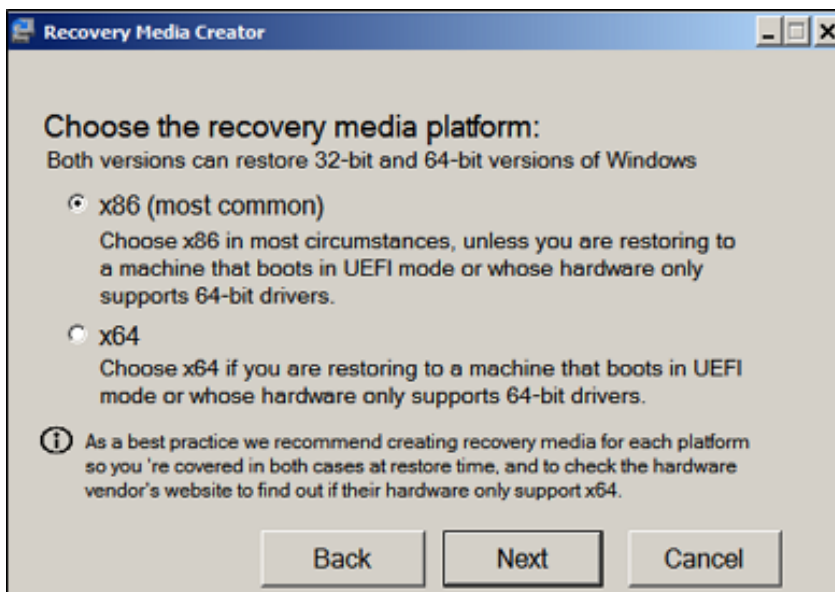 Recovery Media Creator
Choose the recovery media platform:
Both versions can restore 32-bit and 64-bit versions of Windows
x86 (most common)
Choose x86 in most circumstances, unless you are restoring to
a machine that boots in UEFI mode or whose hardware only
supports 64-bit drivers.
x64
Choose x64 if you are restoring to a machine that boots in UEFI
mode or whose hardware only supports 64-bit drivers.
As a best practice we recommend creating recovery media for each platform
so you 're covered in both cases at restore time, and to check the hardware
vendor's website to find out if their hardware only support x64.
Back
Next
Cancel